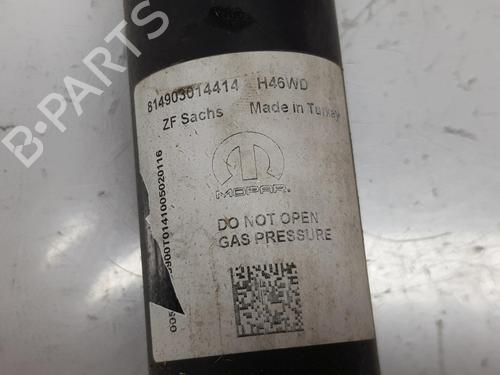 814903014414 H46WD
ZF Sachs Made in Turkey
MOPAR
DO NOT OPEN
GAS PRESSURE
B-PARTS